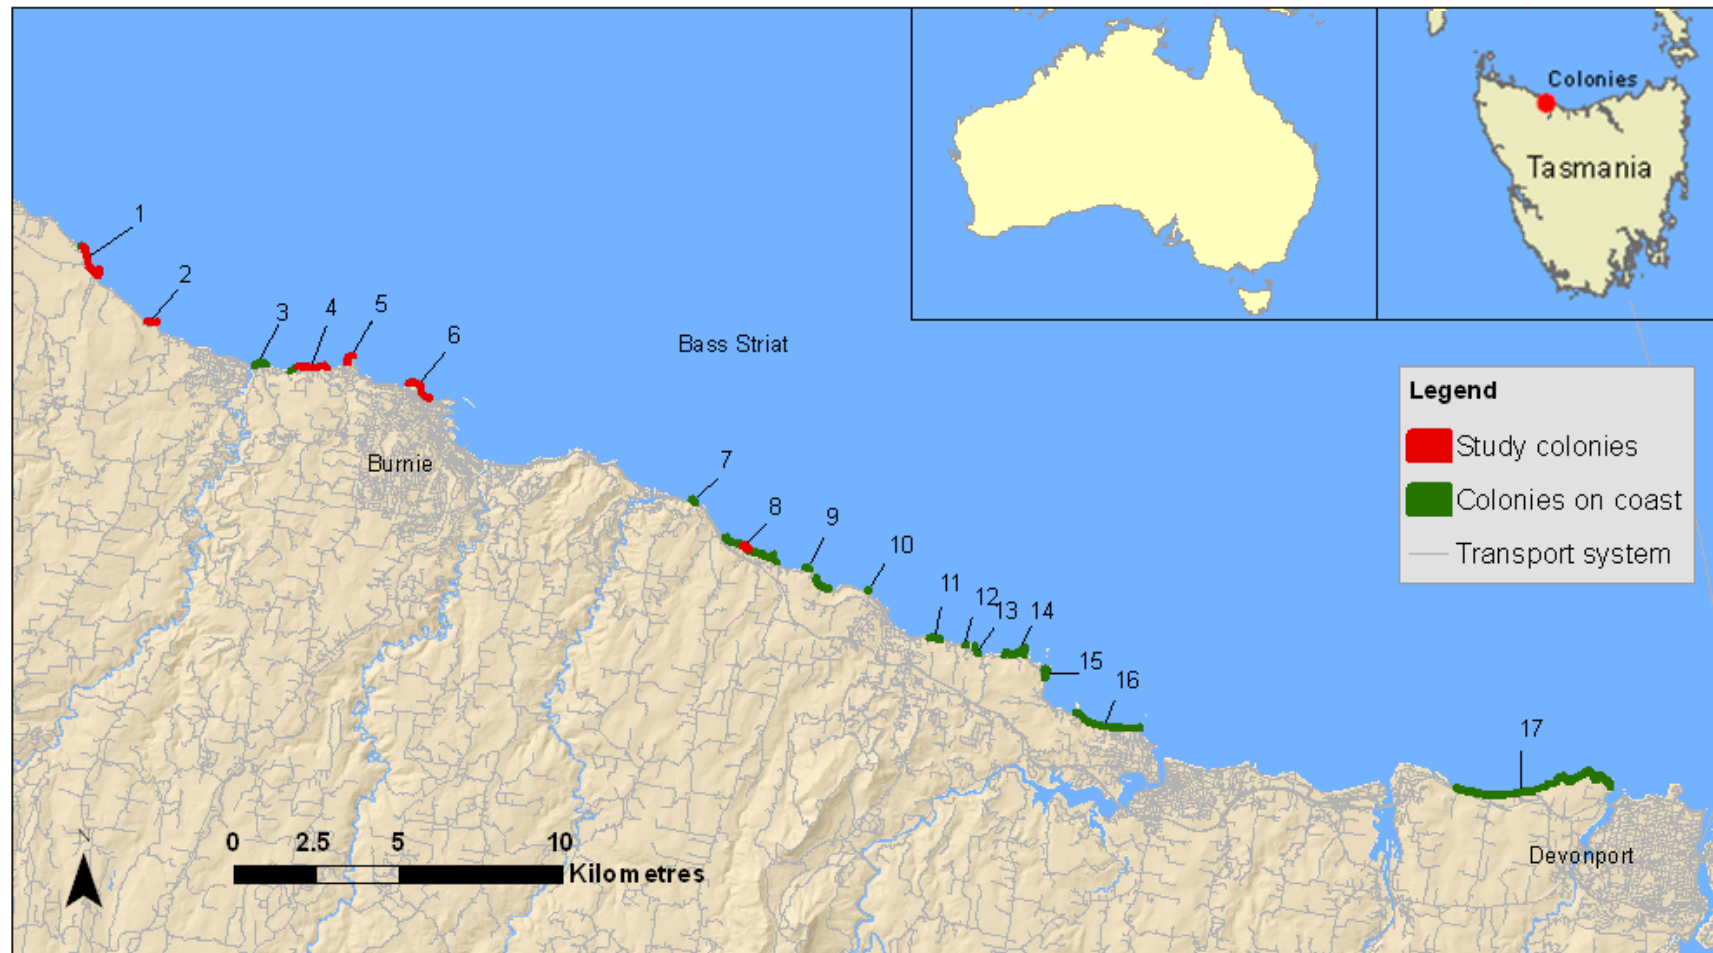 Colonies
Tasmania
1
2
3
4
5
6
Bass Striat
Burnie
7
8
9
10
11
12
13
14
15
16
17
Devonport
Legend
Study colonies
Colonies on coast
Transport system
N
0 2.5 5 10
Kilometres